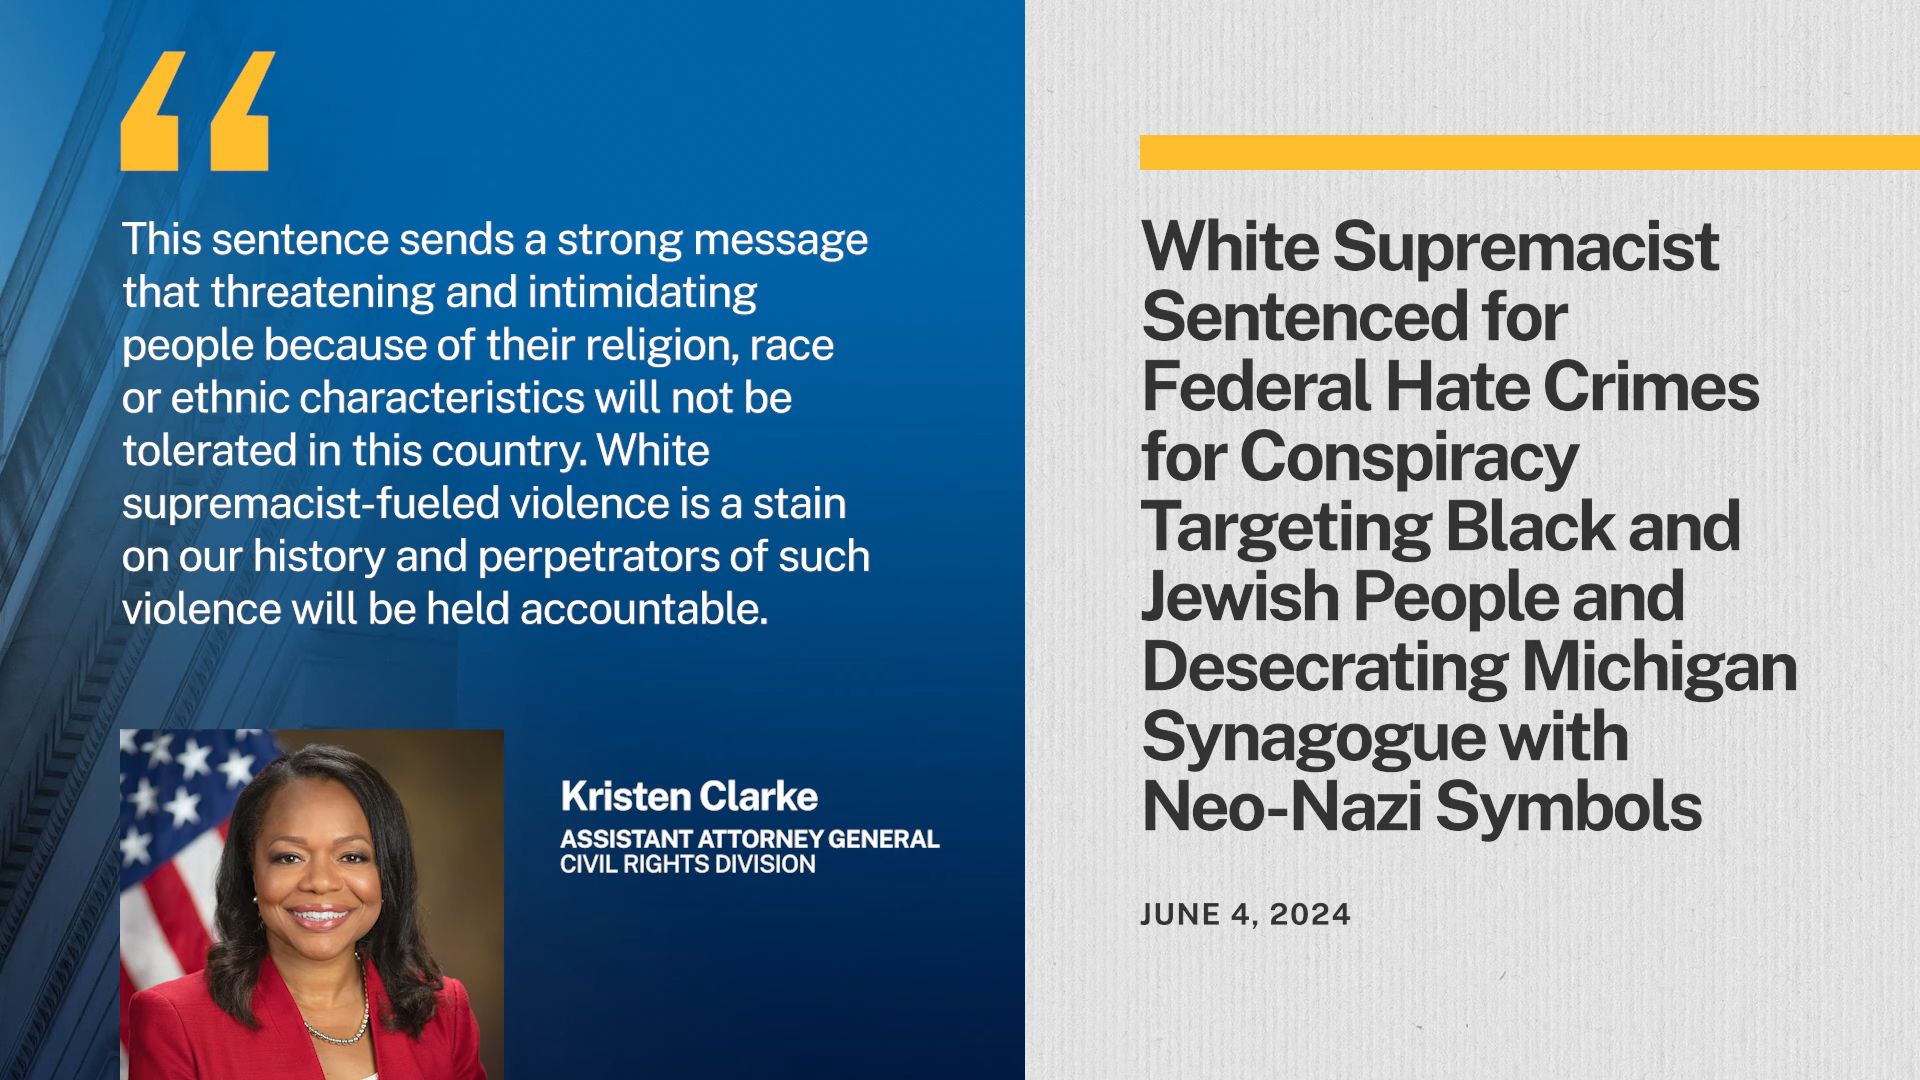 “
This sentence sends a strong message
that threatening and intimidating
people because of their religion, race
or ethnic characteristics will not be
tolerated in this country. White
supremacist-fueled violence is a stain
on our history and perpetrators of such
violence will be held accountable.
Kristen Clarke
ASSISTANT ATTORNEY GENERAL
CIVIL RIGHTS DIVISION
White Supremacist
Sentenced for
Federal Hate Crimes
for Conspiracy
Targeting Black and
Jewish People and
Desecrating Michigan
Synagogue with
Neo-Nazi Symbols
JUNE 4, 2024